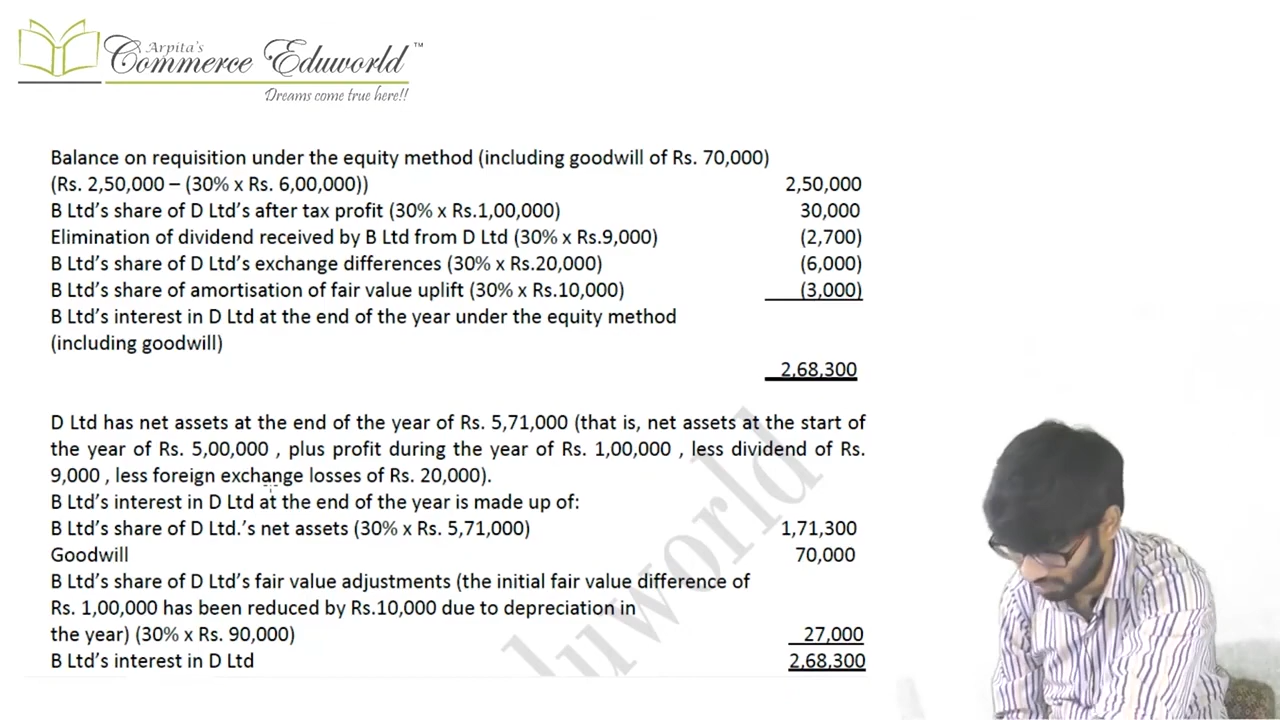 Arpita's
Commerce Eduworld ™
Dreams come true here!!
Balance on requisition under the equity method (including goodwill of Rs. 70,000)
(Rs. 2,50,000 – (30% x Rs. 6,00,000)) 2,50,000
B Ltd's share of D Ltd's after tax profit (30% x Rs.1,00,000) 30,000
Elimination of dividend received by B Ltd from D Ltd (30% x Rs.9,000) (2,700)
B Ltd's share of D Ltd's exchange differences (30% x Rs.20,000) (6,000)
B Ltd's share of amortisation of fair value uplift (30% x Rs.10,000) (3,000)
B Ltd's interest in D Ltd at the end of the year under the equity method
(including goodwill)
2,68,300
D Ltd has net assets at the end of the year of Rs. 5,71,000 (that is, net assets at the start of
the year of Rs. 5,00,000 , plus profit during the year of Rs. 1,00,000 , less dividend of Rs.
9,000 , less foreign exchange losses of Rs. 20,000).
B Ltd's interest in D Ltd at the end of the year is made up of:
B Ltd's share of D Ltd.'s net assets (30% x Rs. 5,71,000) 1,71,300
Goodwill 70,000
B Ltd's share of D Ltd's fair value adjustments (the initial fair value difference of
Rs. 1,00,000 has been reduced by Rs.10,000 due to depreciation in
the year) (30% x Rs. 90,000) 27,000
B Ltd's interest in D Ltd 2,68,300
uworld